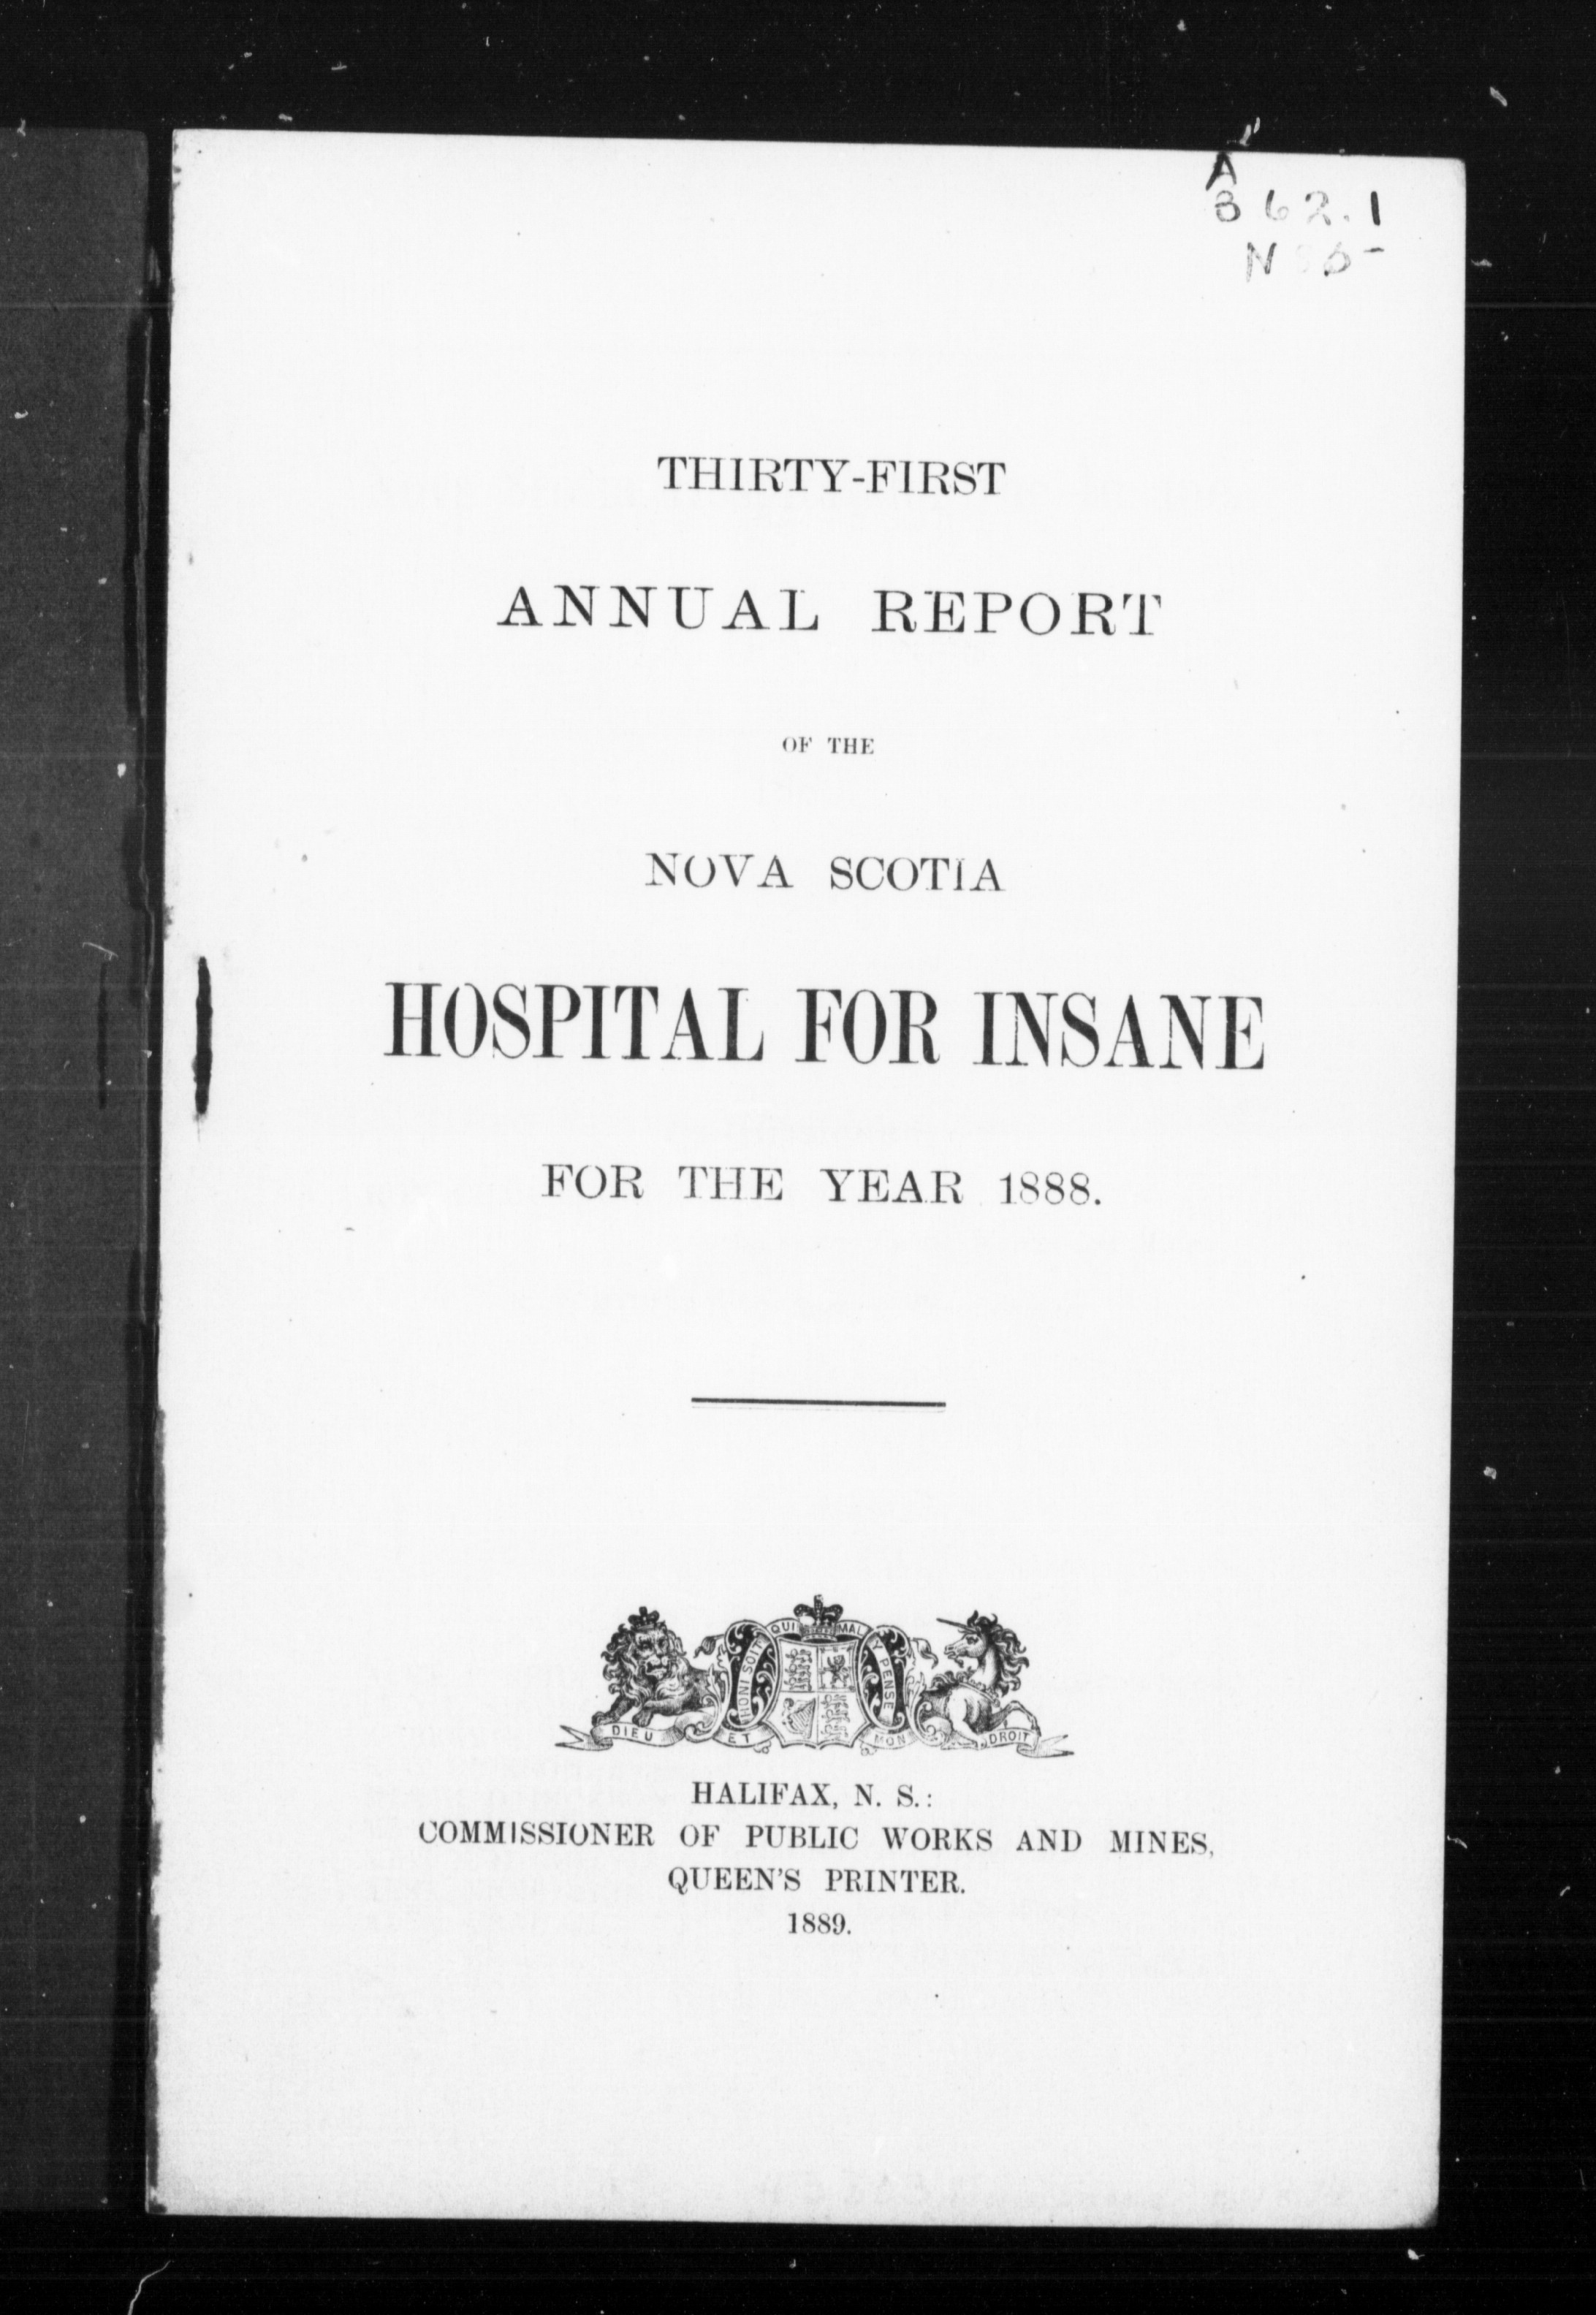 A
362.1
THIRTY-FIRST
ANNUAL REPORT
OF THE
NOVA SCOTIA
HOSPITAL FOR INSANE
FOR THE YEAR 1888.
HONI SOIT QUI MAL Y PENSE
DIEU ET MON DROIT
HALIFAX, N. S.:
COMMISSIONER OF PUBLIC WORKS AND MINES,
QUEEN'S PRINTER.
1889.